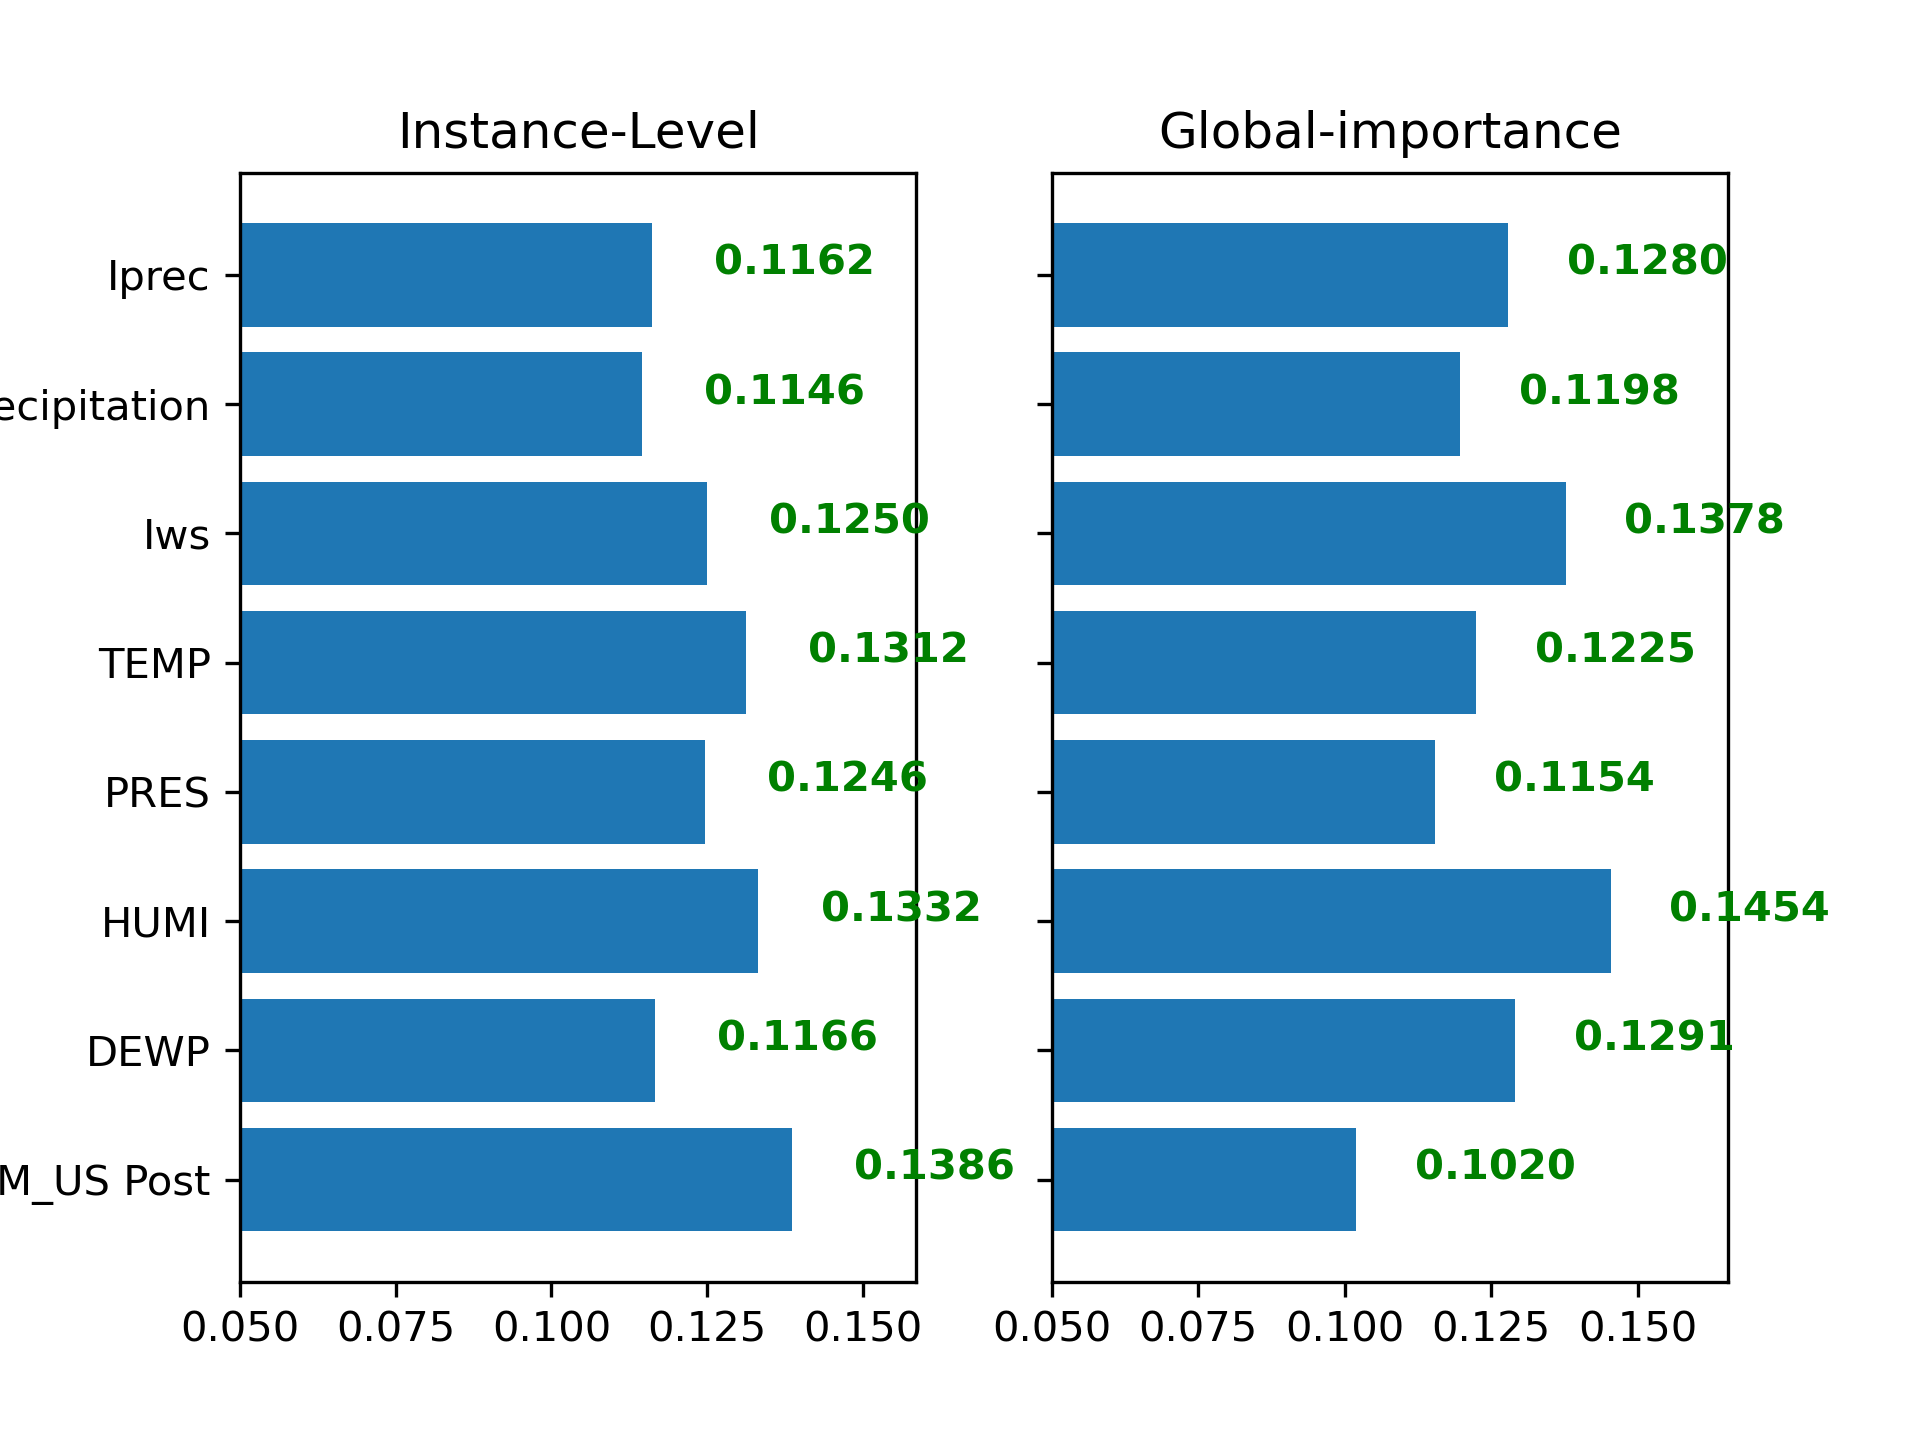 Instance-Level Global-importance
Iprec 0.1162 0.1280
ecipitation 0.1146 0.1198
Iws 0.1250 0.1378
TEMP 0.1312 0.1225
PRES 0.1246 0.1154
HUMI 0.1332 0.1454
DEWP 0.1166 0.1291
M_US Post 0.1386 0.1020
0.050 0.075 0.100 0.125 0.150 0.050 0.075 0.100 0.125 0.150